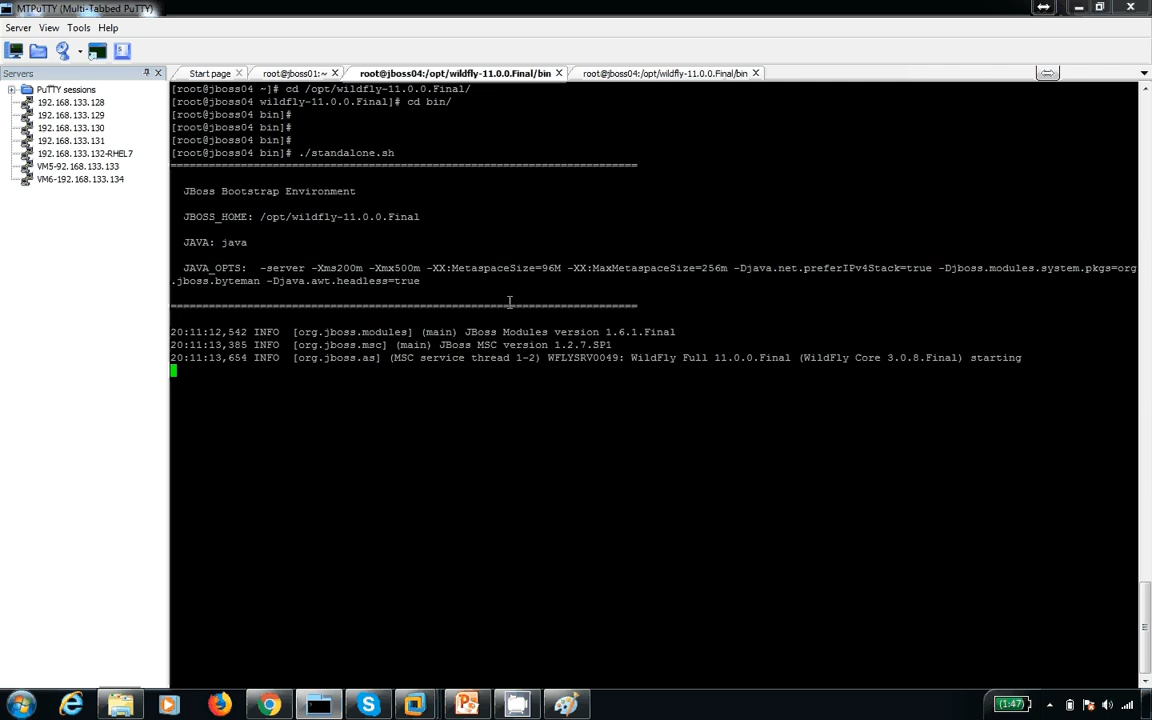 MTPuTTY (Multi-Tabbed PuTTY)
Server View Tools Help
Servers
PuTTY sessions
192.168.133.128
192.168.133.129
192.168.133.130
192.168.133.131
192.168.133.132-RHEL7
VM5-92.168.133.133
VM6-192.168.133.134
Start page root@jboss01:~ root@jboss04:/opt/wildfly-11.0.0.Final/bin root@jboss04:/opt/wildfly-11.0.0.Final/bin
[root@jboss04 ~]# cd /opt/wildfly-11.0.0.Final/
[root@jboss04 wildfly-11.0.0.Final]# cd bin/
[root@jboss04 bin]#
[root@jboss04 bin]#
[root@jboss04 bin]#
[root@jboss04 bin]# ./standalone.sh
=========================================================================
JBoss Bootstrap Environment
JBOSS_HOME: /opt/wildfly-11.0.0.Final
JAVA: java
JAVA_OPTS:  -server -Xms200m -Xmx500m -XX:MetaspaceSize=96M -XX:MaxMetaspaceSize=256m -Djava.net.preferIPv4Stack=true -Djboss.modules.system.pkgs=org
.jboss.byteman -Djava.awt.headless=true
=========================================================================
20:11:12,542 INFO  [org.jboss.modules] (main) JBoss Modules version 1.6.1.Final
20:11:13,385 INFO  [org.jboss.msc] (main) JBoss MSC version 1.2.7.SP1
20:11:13,654 INFO  [org.jboss.as] (MSC service thread 1-2) WFLYSRV0049: WildFly Full 11.0.0.Final (WildFly Core 3.0.8.Final) starting
(1:47)